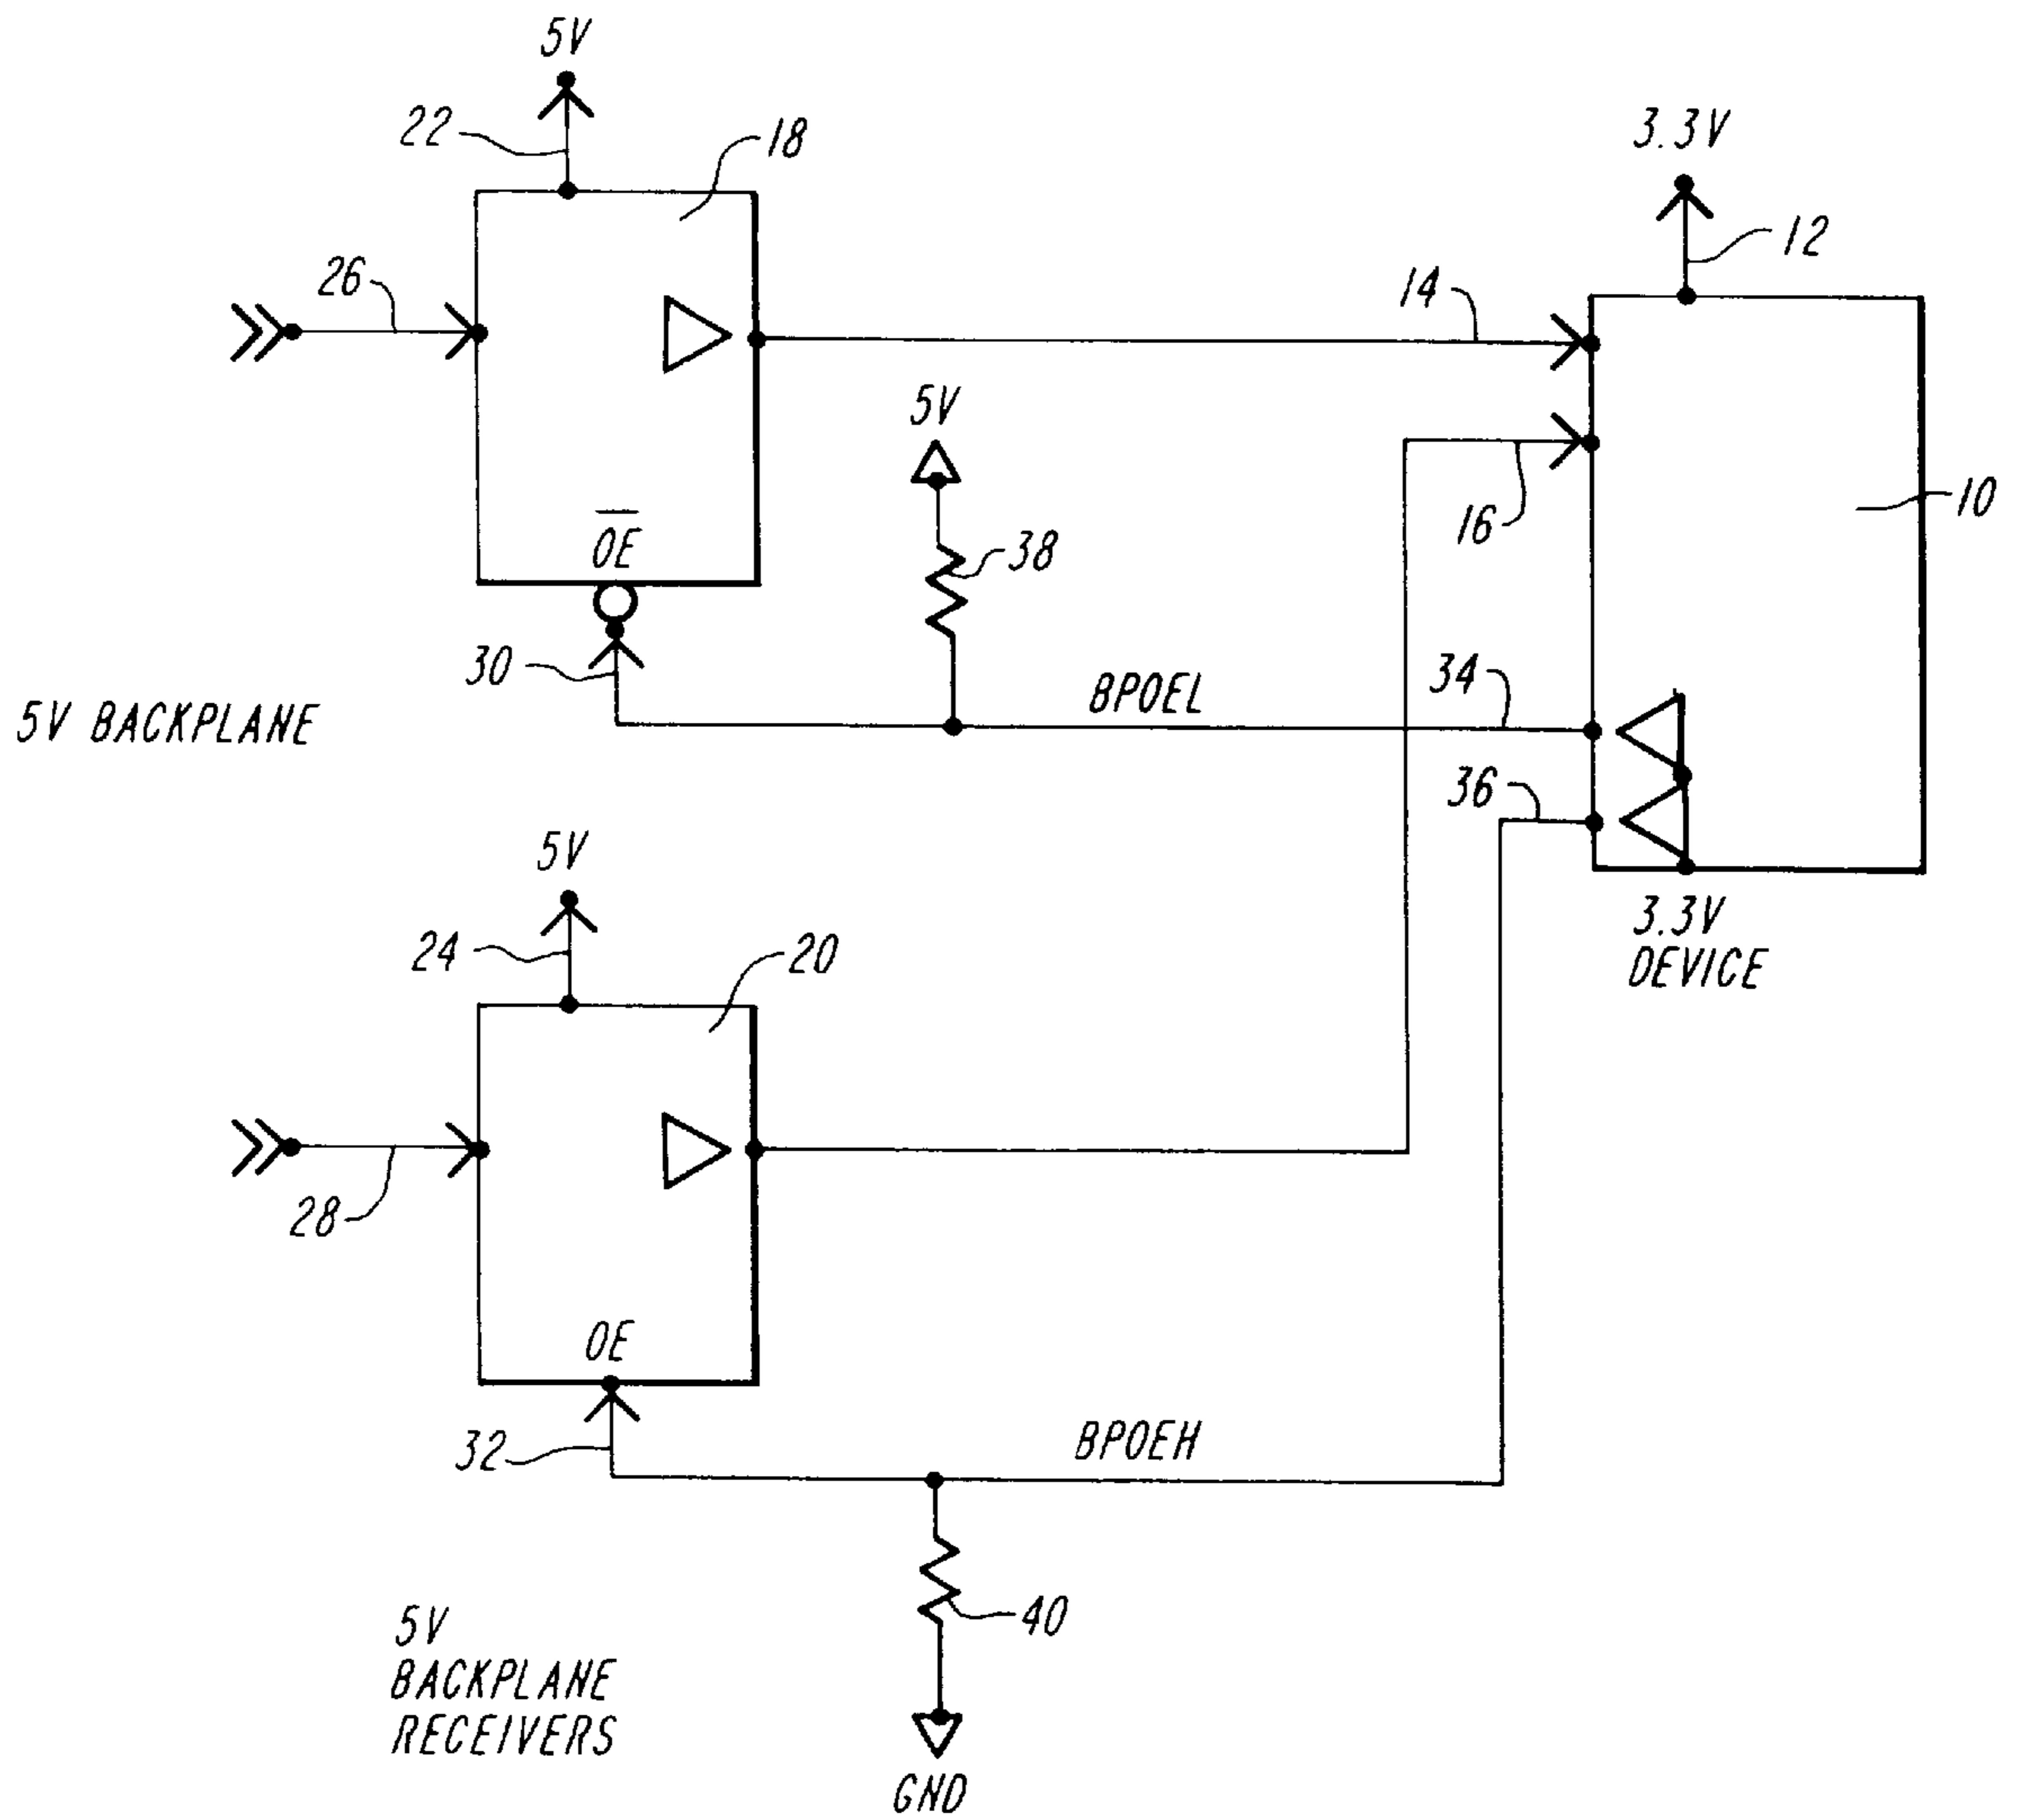 5V
22
18
3.3V
12
26
14
5V
10
16
OE
38
30
34
BPOEL
5V BACKPLANE
36
5V
3.3V
DEVICE
24
20
28
OE
BPOEH
32
40
5V
BACKPLANE
RECEIVERS
GND